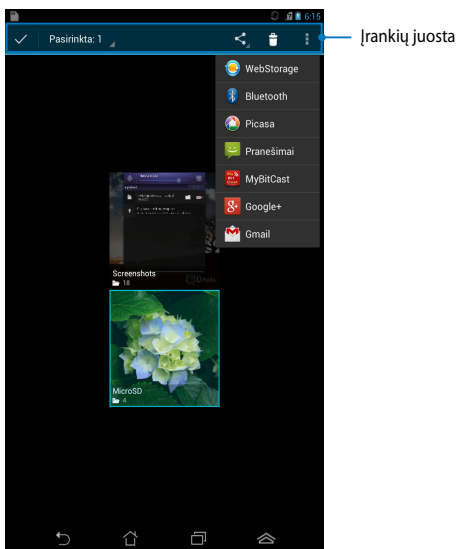 6:15
Pasirinkta: 1
Įrankių juosta
WebStorage
Bluetooth
Picasa
Pranešimai
MyBitCast
Google+
Gmail
Screenshots
18
MicroSD
4